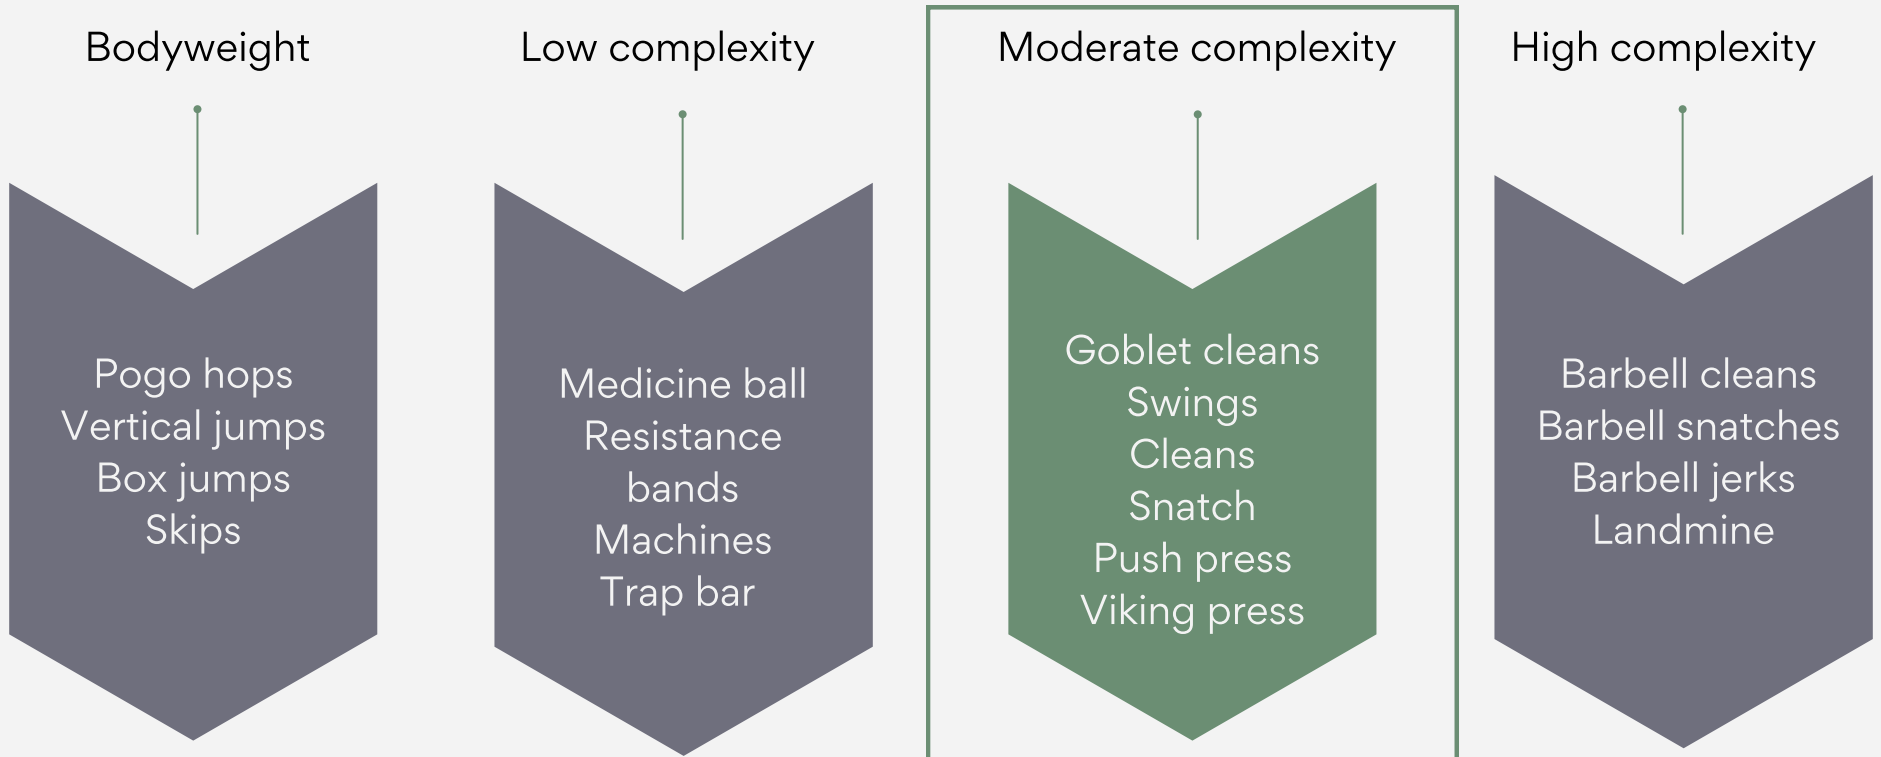 Bodyweight
Pogo hops
Vertical jumps
Box jumps
Skips
Low complexity
Medicine ball
Resistance
bands
Machines
Trap bar
Moderate complexity
Goblet cleans
Swings
Cleans
Snatch
Push press
Viking press
High complexity
Barbell cleans
Barbell snatches
Barbell jerks
Landmine